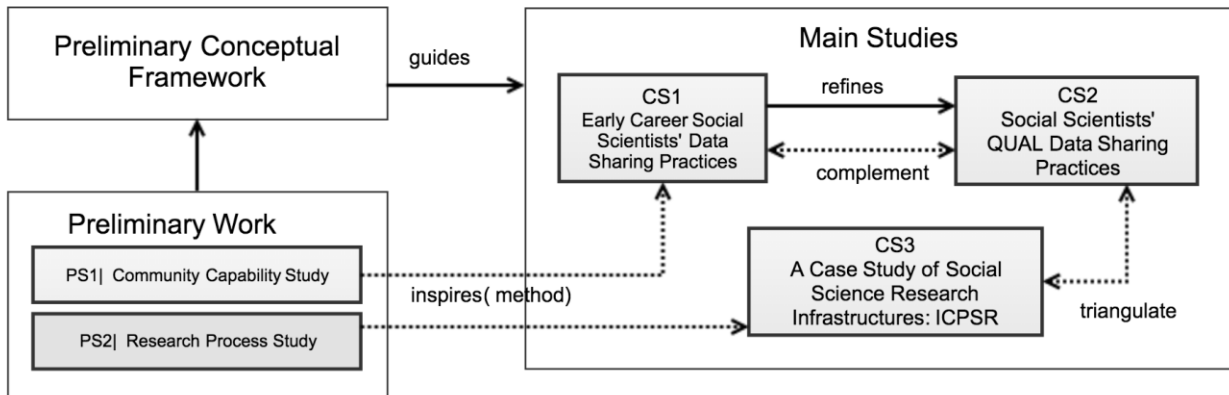 Preliminary Conceptual
Framework
guides
Main Studies
CS1
Early Career Social
Scientists' Data
Sharing Practices
refines
complement
CS2
Social Scientists'
QUAL Data Sharing
Practices
Preliminary Work
PS1| Community Capability Study
PS2| Research Process Study
inspires( method)
CS3
A Case Study of Social
Science Research
Infrastructures: ICPSR
triangulate